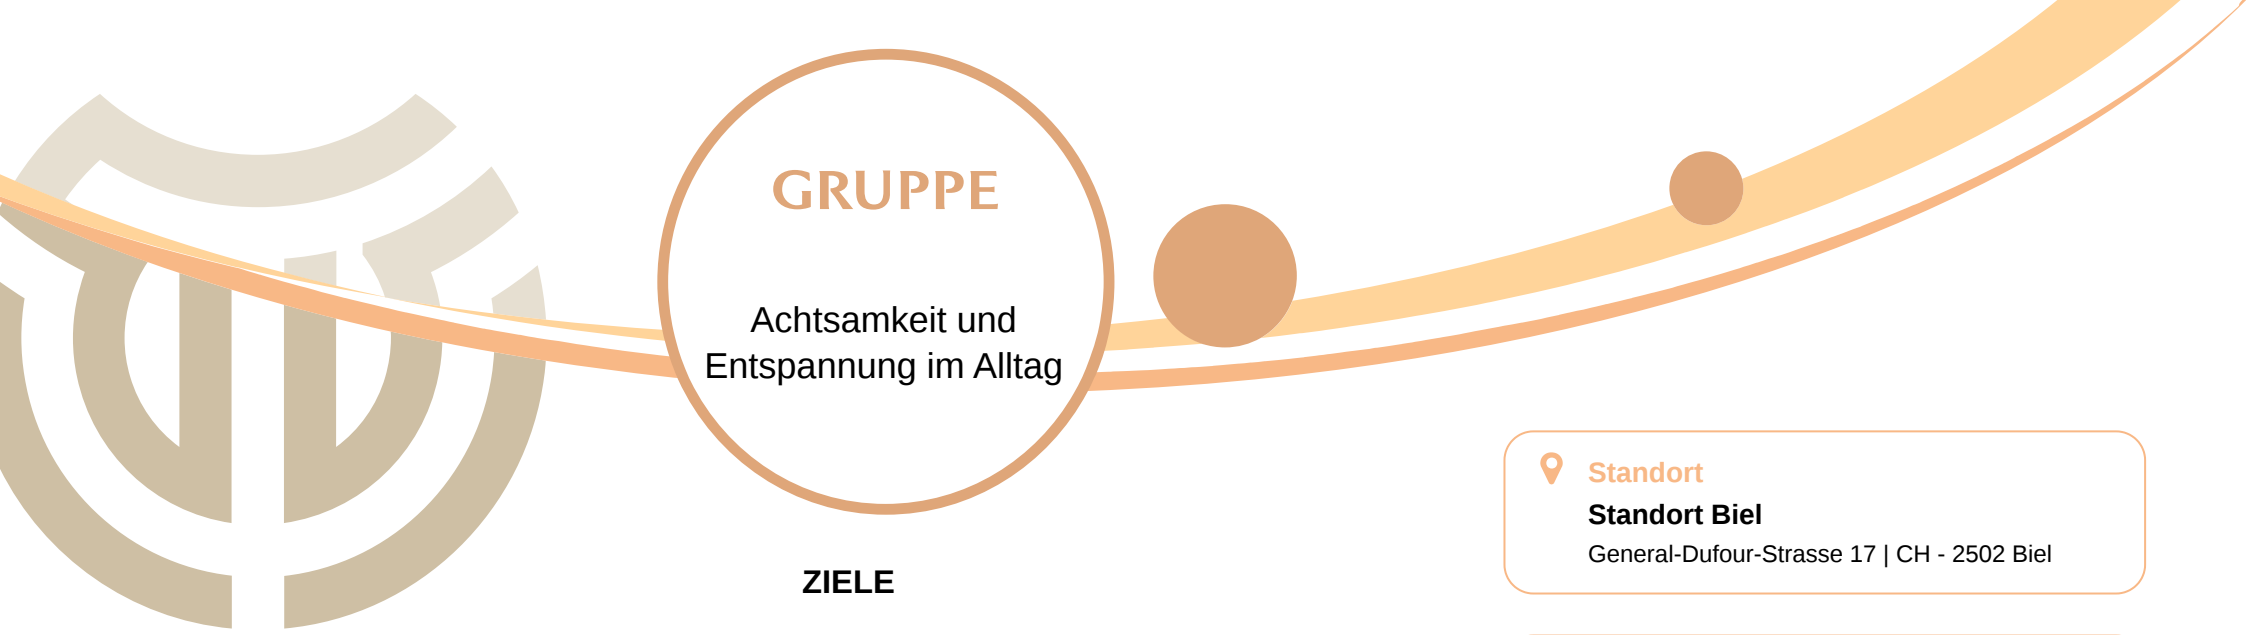 GRUPPE
Achtsamkeit und
Entspannung im Alltag
Standort
Standort Biel
General-Dufour-Strasse 17 | CH - 2502 Biel
ZIELE